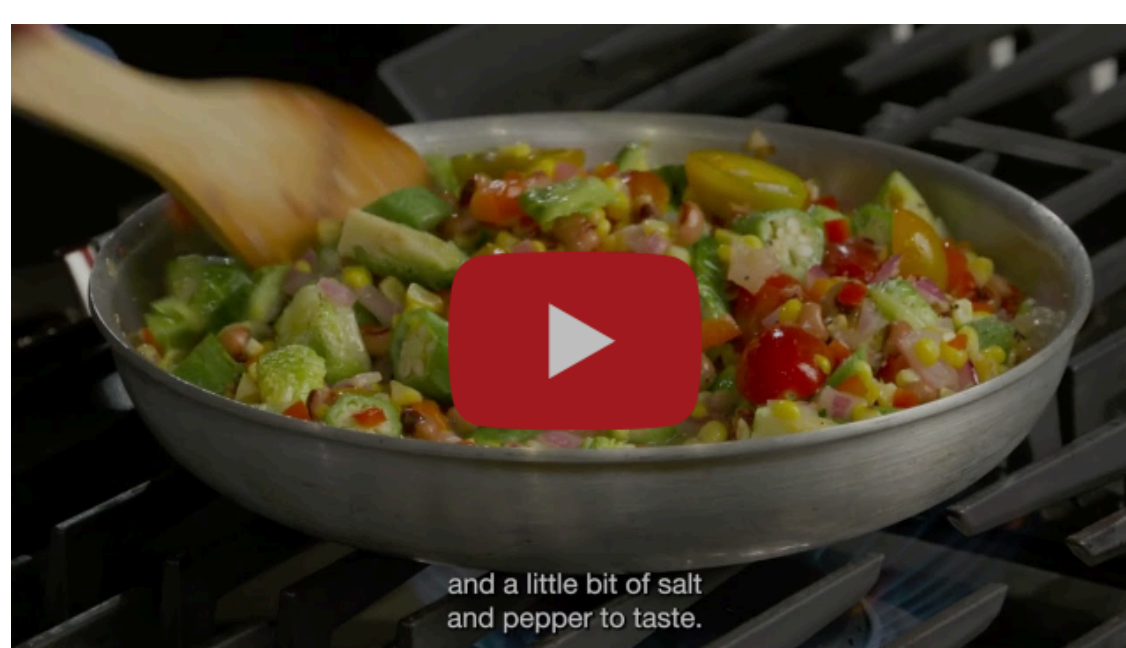 and a little bit of salt
and pepper to taste.